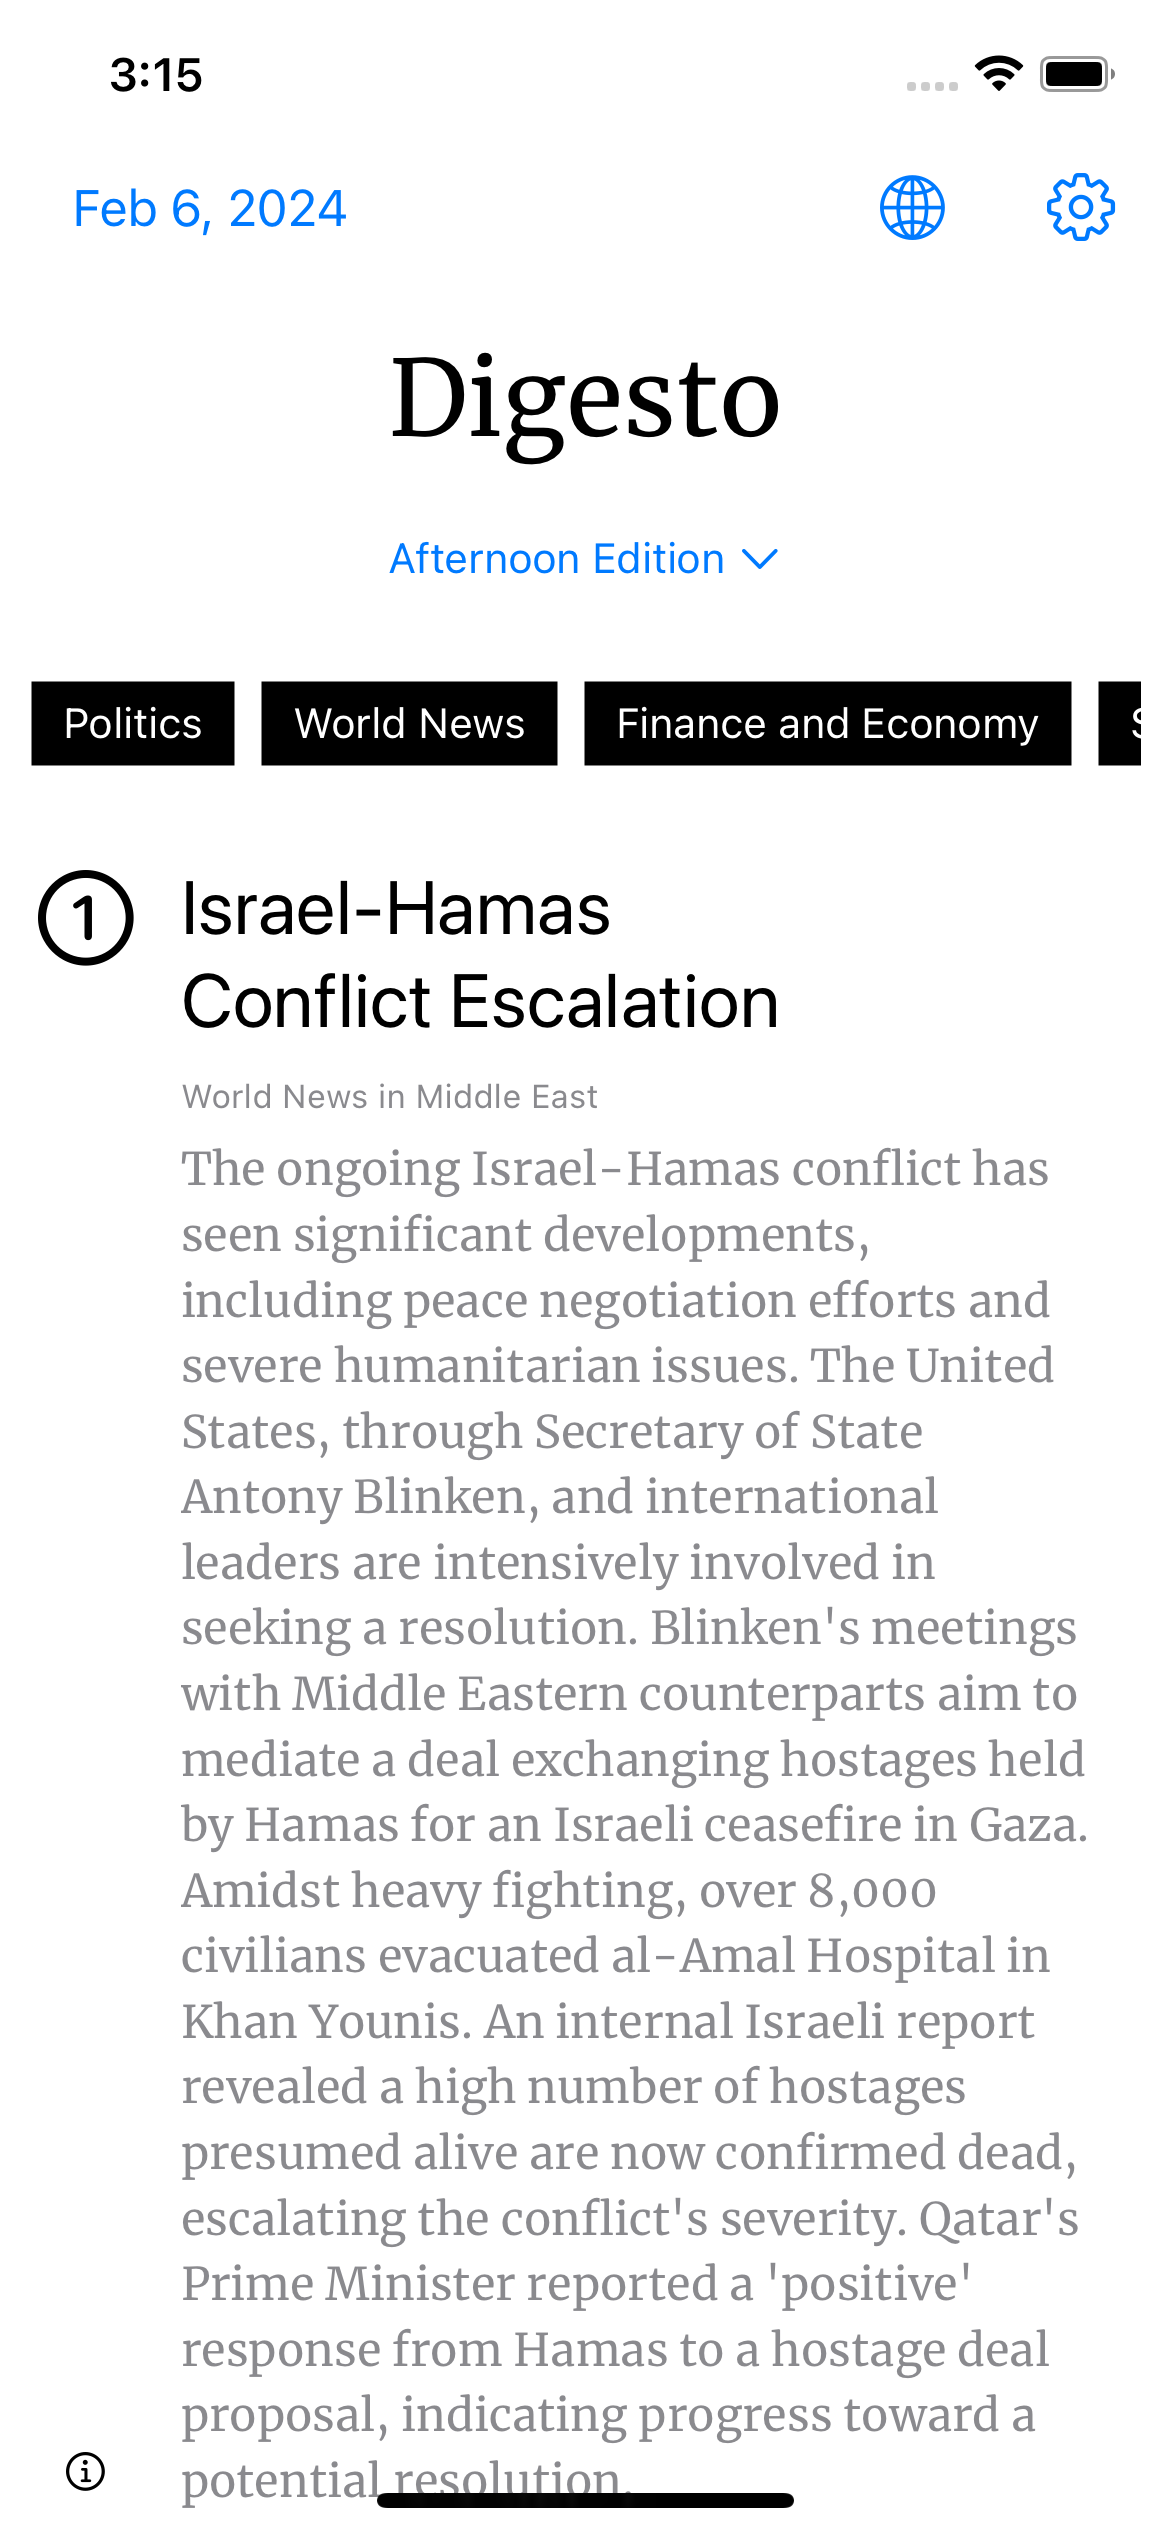 3:15
Feb 6, 2024
Digesto
Afternoon Edition
Politics
World News
Finance and Economy
1
Israel-Hamas
Conflict Escalation
World News in Middle East
The ongoing Israel-Hamas conflict has
seen significant developments,
including peace negotiation efforts and
severe humanitarian issues. The United
States, through Secretary of State
Antony Blinken, and international
leaders are intensively involved in
seeking a resolution. Blinken's meetings
with Middle Eastern counterparts aim to
mediate a deal exchanging hostages held
by Hamas for an Israeli ceasefire in Gaza.
Amidst heavy fighting, over 8,000
civilians evacuated al-Amal Hospital in
Khan Younis. An internal Israeli report
revealed a high number of hostages
presumed alive are now confirmed dead,
escalating the conflict's severity. Qatar's
Prime Minister reported a 'positive'
response from Hamas to a hostage deal
proposal, indicating progress toward a
potential resolution.